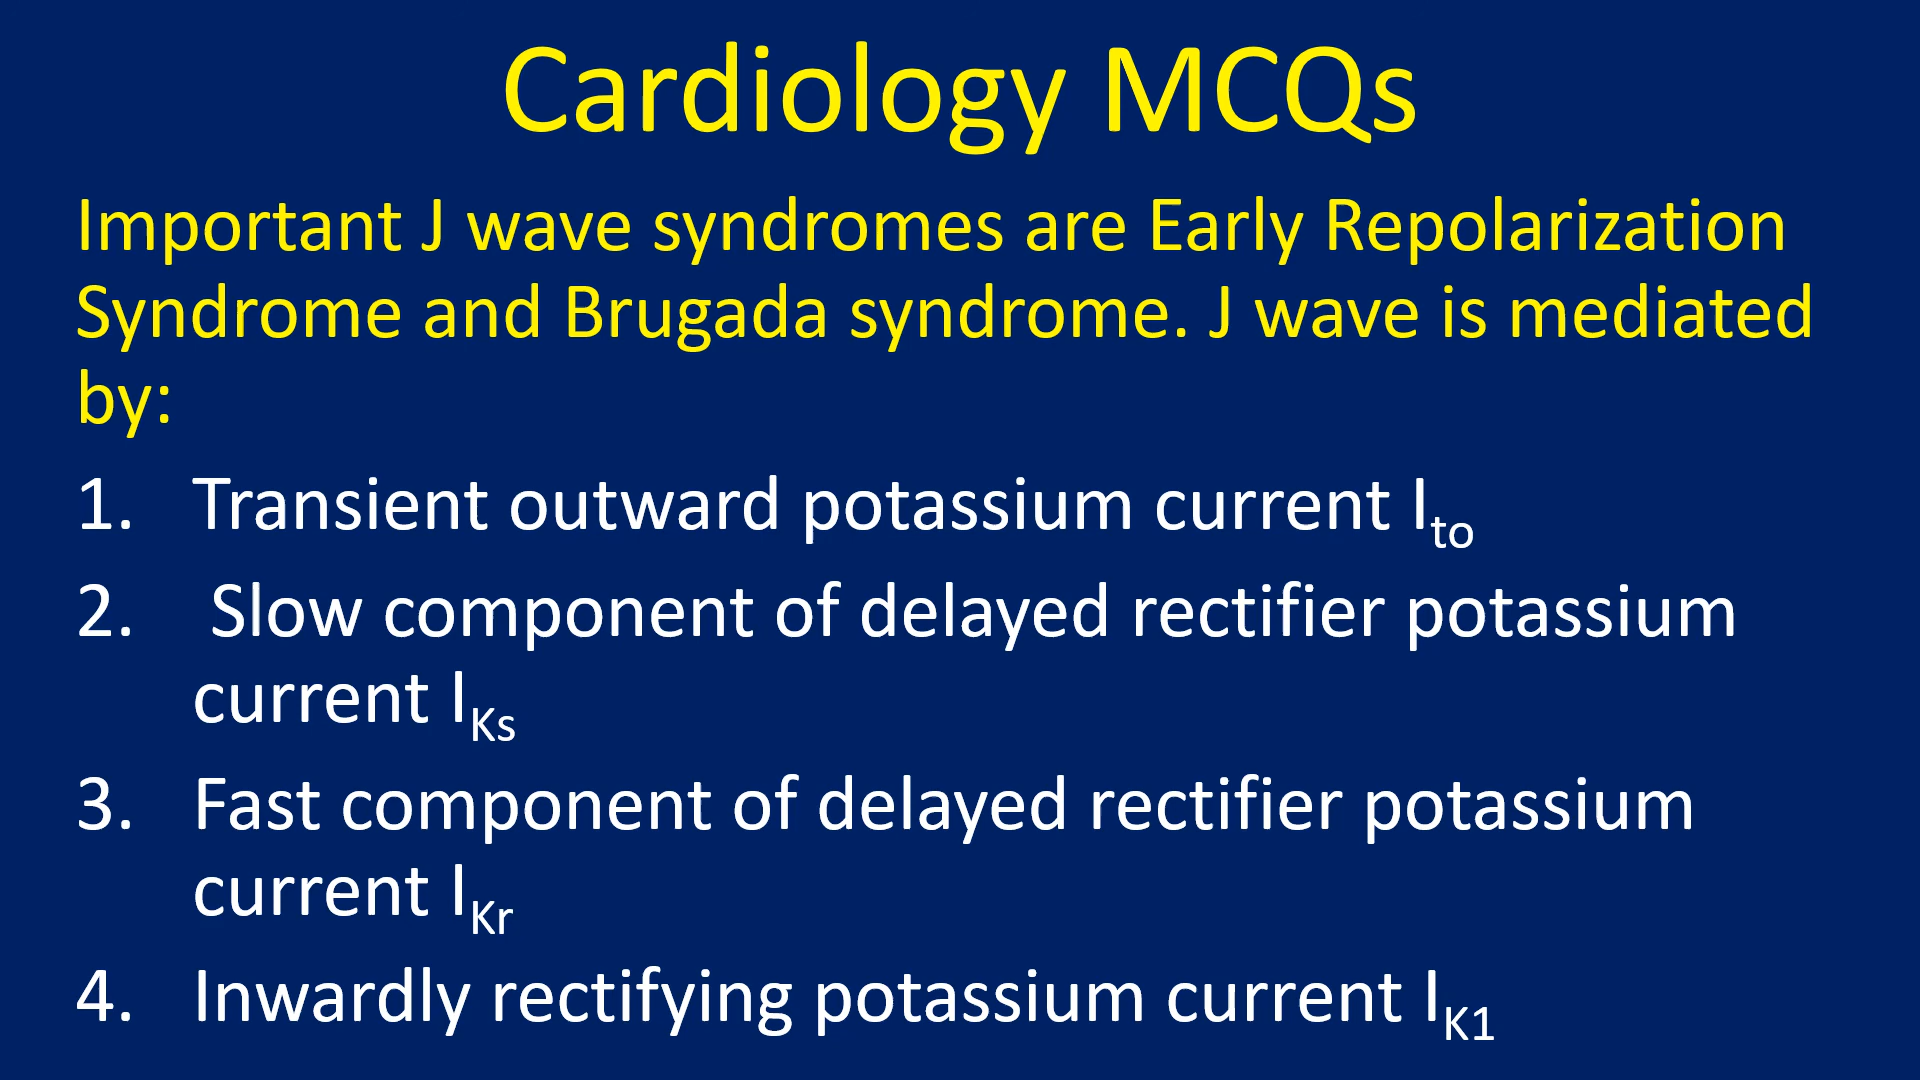 Cardiology MCQs
Important J wave syndromes are Early Repolarization
Syndrome and Brugada syndrome. J wave is mediated
by:
1. Transient outward potassium current Ito
2. Slow component of delayed rectifier potassium
current IKs
3. Fast component of delayed rectifier potassium
current IKr
4. Inwardly rectifying potassium current IK1